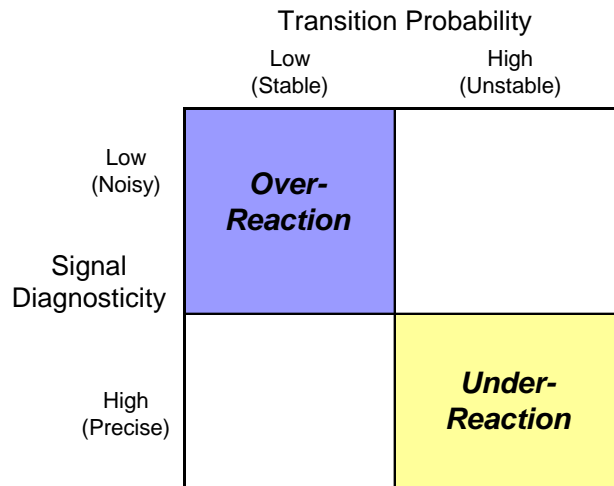 Transition Probability
Low
(Stable)
High
(Unstable)
Low
(Noisy)
Over-
Reaction
Signal
Diagnosticity
High
(Precise)
Under-
Reaction